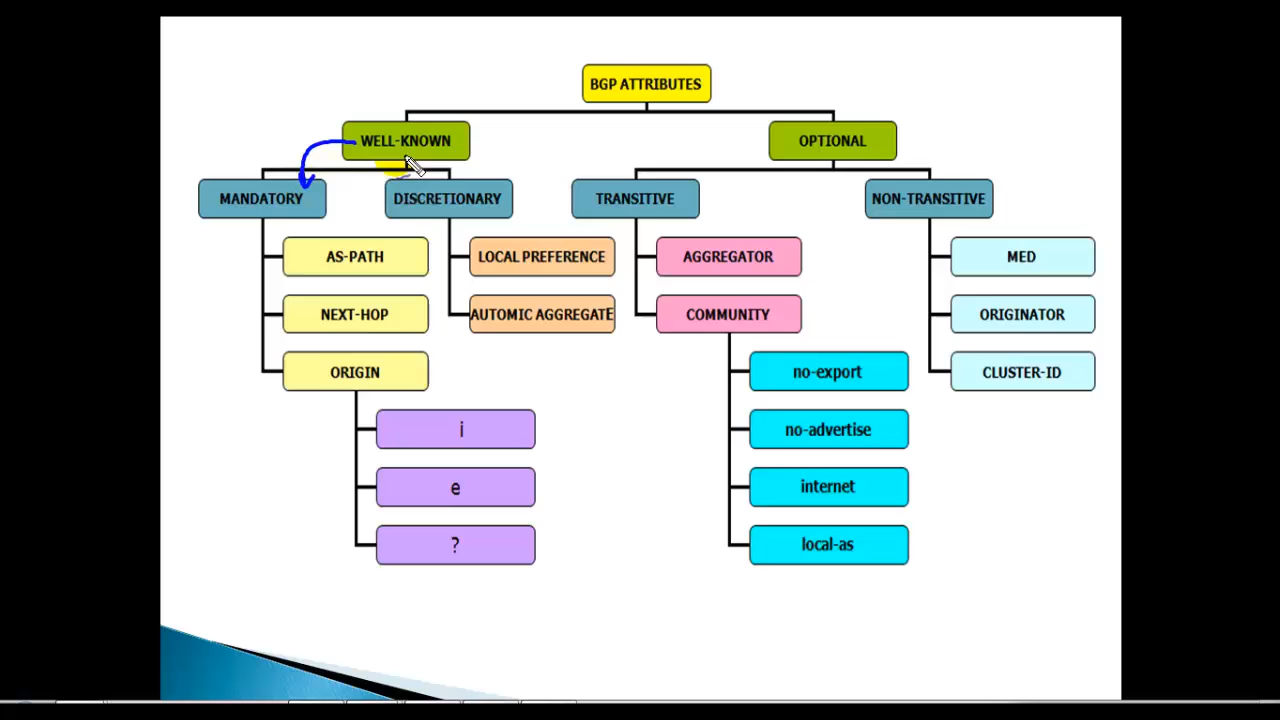 BGP ATTRIBUTES
WELL-KNOWN
OPTIONAL
MANDATORY
DISCRETIONARY
TRANSITIVE
NON-TRANSITIVE
AS-PATH
LOCAL PREFERENCE
AGGREGATOR
MED
NEXT-HOP
AUTOMIC AGGREGATE
COMMUNITY
ORIGINATOR
ORIGIN
no-export
CLUSTER-ID
i
no-advertise
e
internet
?
local-as